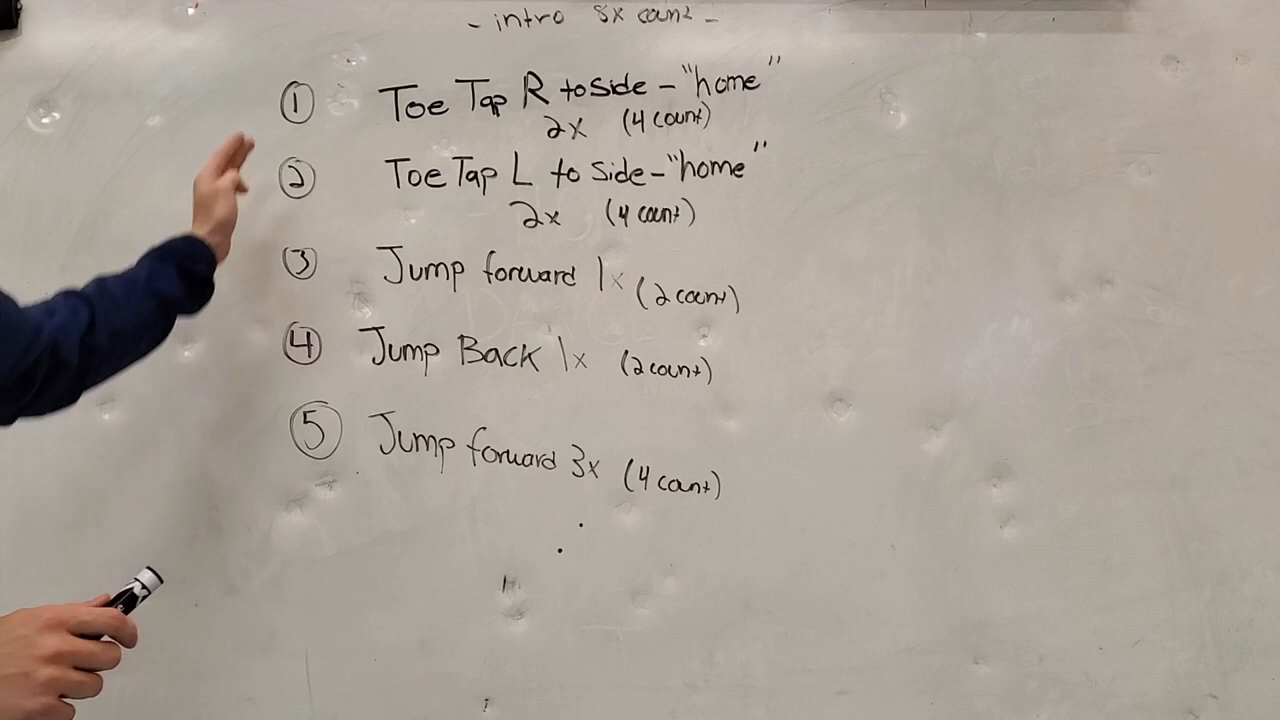 - intro 8x count -
① Toe Tap R to side - "home"
2x (4 count)
② Toe Tap L to side - "home"
2x (4 count)
③ Jump forward 1x (2 count)
④ Jump Back 1x (2 count)
⑤ Jump forward 3x (4 count)